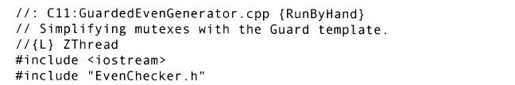 //: C11:GuardedEvenGenerator.cpp {RunByHand}
// Simplifying mutexes with the Guard template.
//{L} ZThread
#include <iostream>
#include "EvenChecker.h"